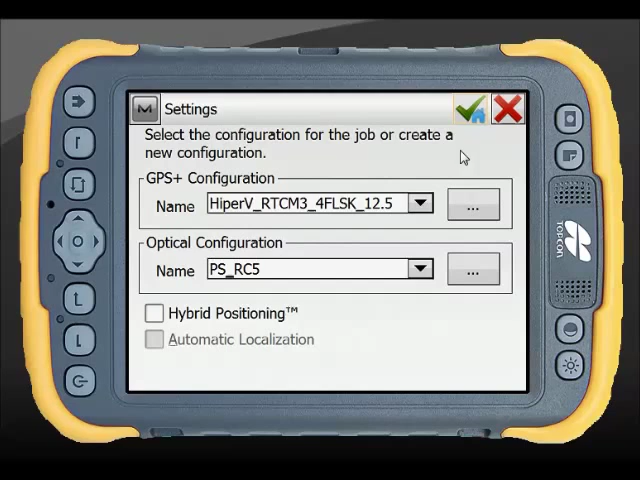 Settings
Select the configuration for the job or create a
new configuration.
GPS+ Configuration
Name HiperV_RTCM3_4FLSK_12.5 ...
Optical Configuration
Name PS_RC5 ...
Hybrid Positioning™
Automatic Localization
TOPCON